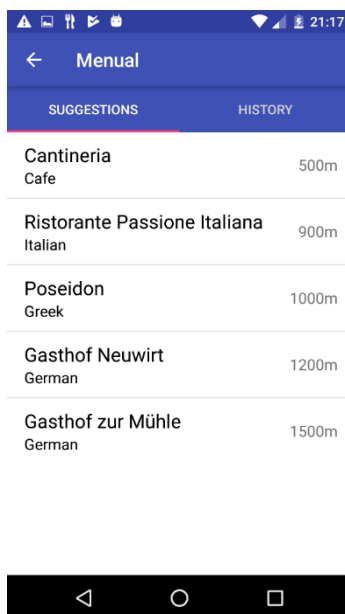 21:17
Menual
SUGGESTIONS HISTORY
Cantineria
Cafe
500m
Ristorante Passione Italiana
Italian
900m
Poseidon
Greek
1000m
Gasthof Neuwirt
German
1200m
Gasthof zur Mühle
German
1500m